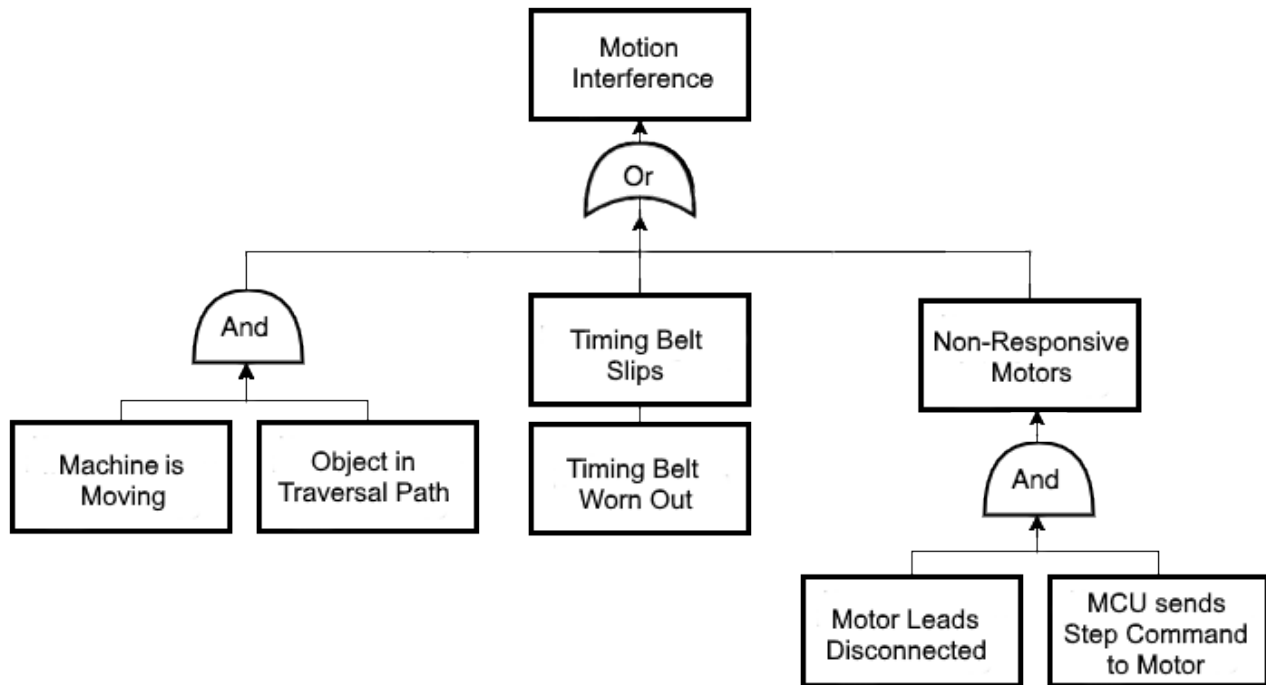 Motion
Interference
Or
And
Timing Belt
Slips
Non-Responsive
Motors
Machine is
Moving
Object in
Traversal Path
Timing Belt
Worn Out
And
Motor Leads
Disconnected
MCU sends
Step Command
to Motor